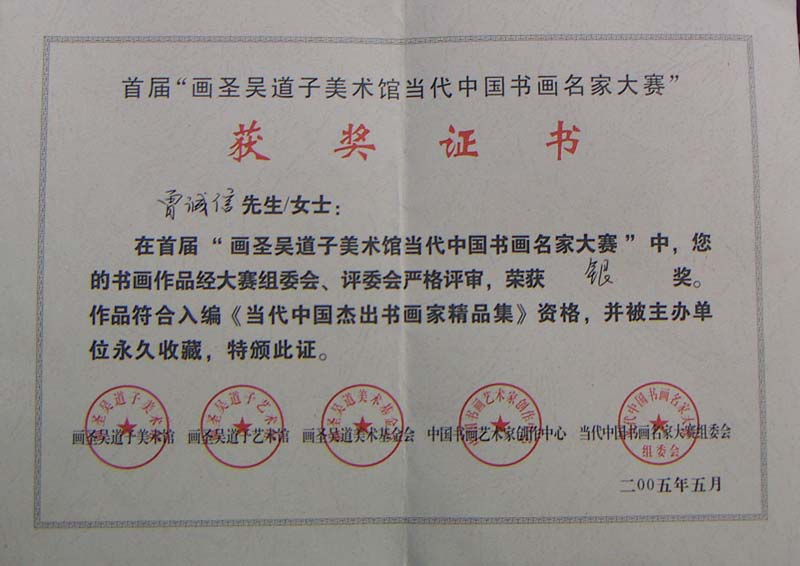 首届“画圣吴道子美术馆当代中国书画名家大赛”
获奖证书
贾诚信先生/女士：
在首届“画圣吴道子美术馆当代中国书画名家大赛”中，您
的书画作品经大赛组委会、评委会严格评审，荣获 银 奖。
作品符合入编《当代中国杰出书画家精品集》资格，并被主办单
位永久收藏，特颁此证。
画圣吴道子美术馆 画圣吴道子艺术馆 画圣吴道美术基金会 中国书画艺术家创作中心 当代中国书画名家大赛组委会
组委会
二00五年五月